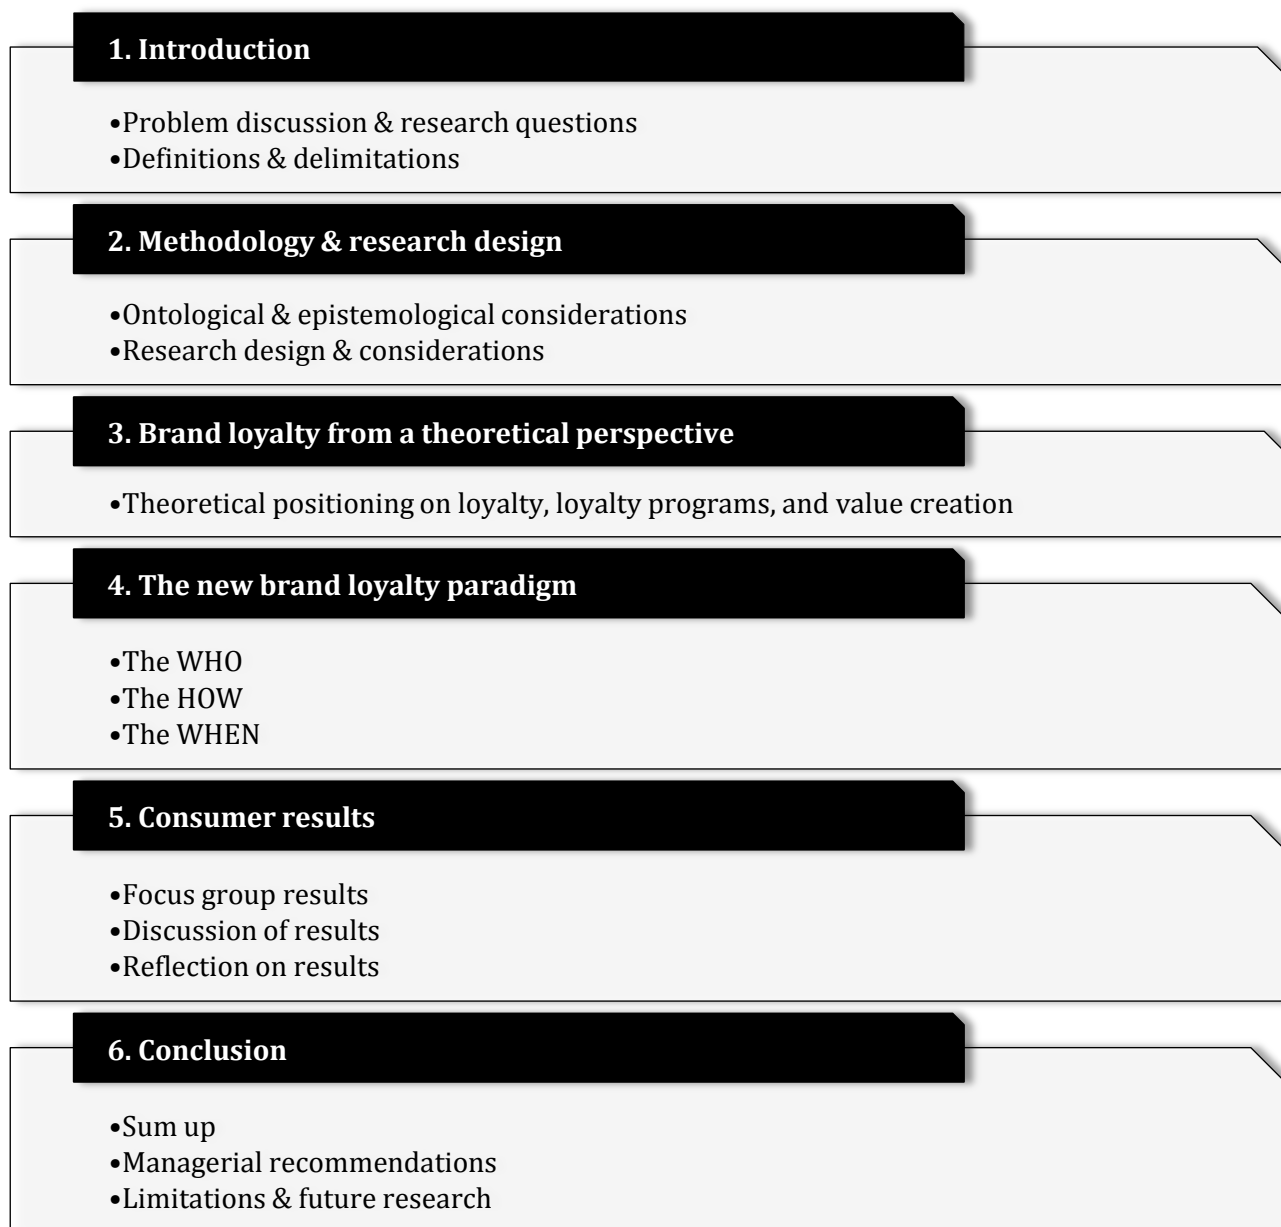 1. Introduction
•Problem discussion & research questions
•Definitions & delimitations
2. Methodology & research design
•Ontological & epistemological considerations
•Research design & considerations
3. Brand loyalty from a theoretical perspective
•Theoretical positioning on loyalty, loyalty programs, and value creation
4. The new brand loyalty paradigm
•The WHO
•The HOW
•The WHEN
5. Consumer results
•Focus group results
•Discussion of results
•Reflection on results
6. Conclusion
•Sum up
•Managerial recommendations
•Limitations & future research